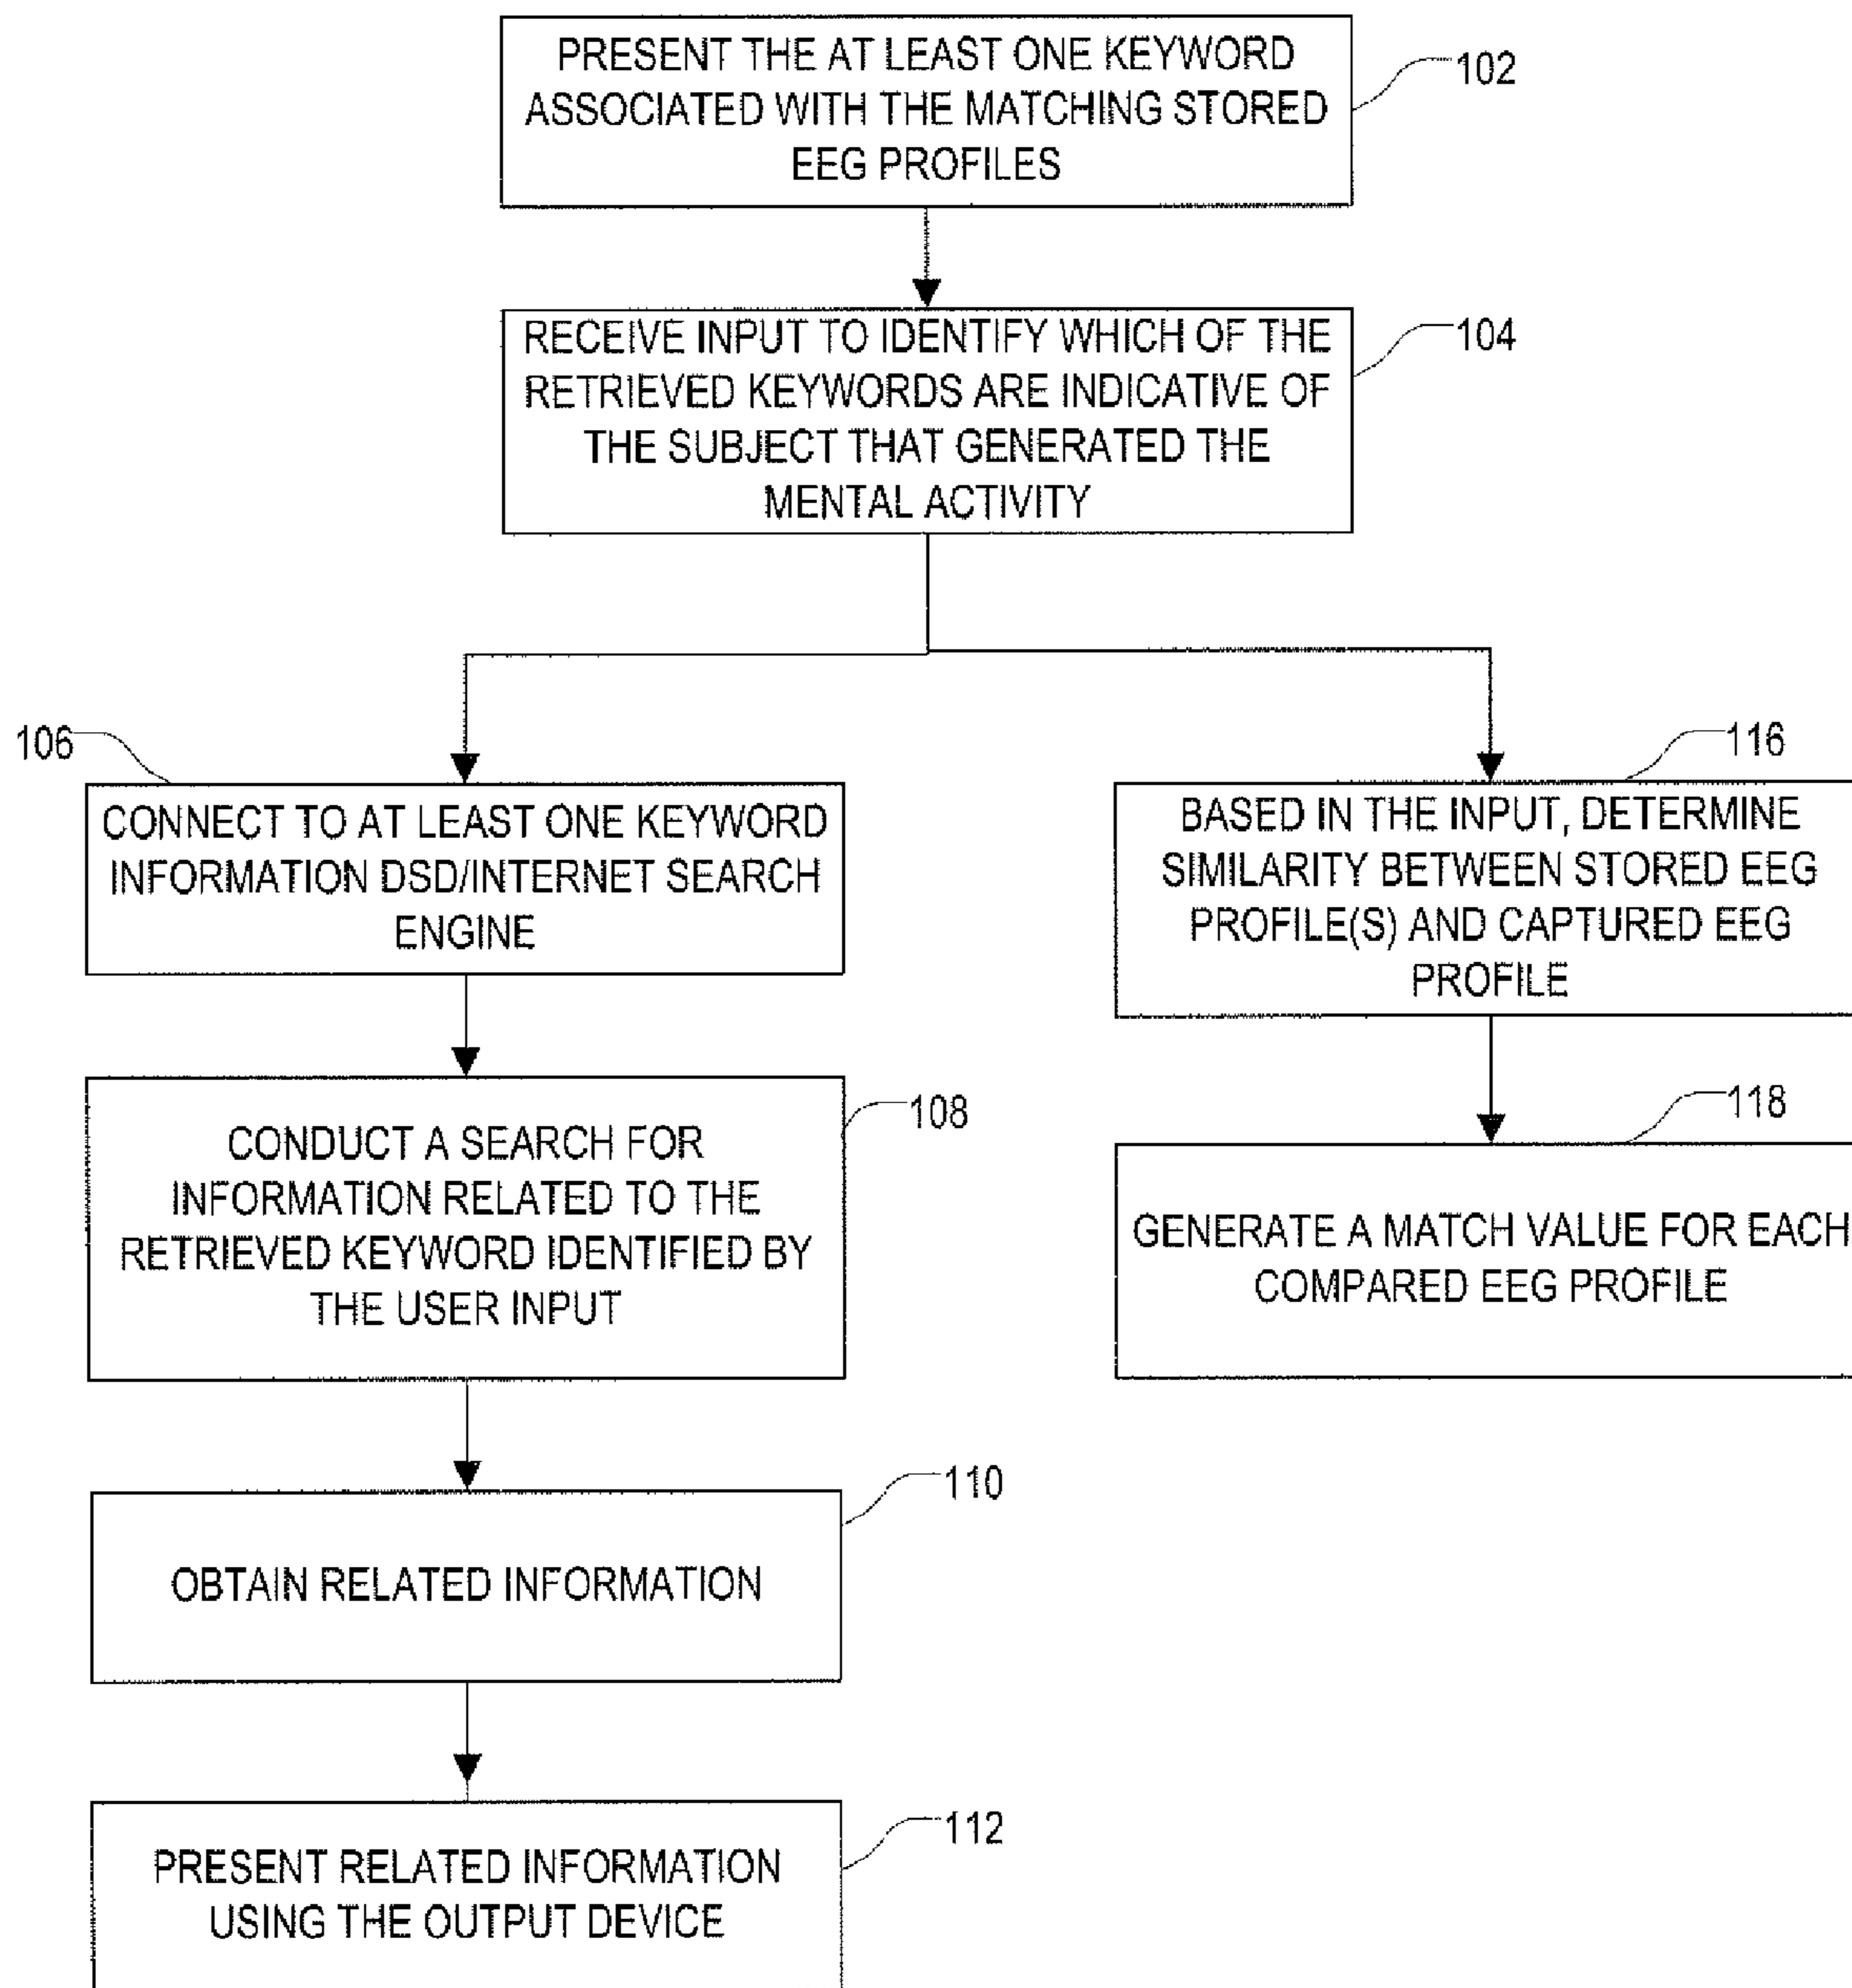 PRESENT THE AT LEAST ONE KEYWORD
ASSOCIATED WITH THE MATCHING STORED
EEG PROFILES
102
RECEIVE INPUT TO IDENTIFY WHICH OF THE
RETRIEVED KEYWORDS ARE INDICATIVE OF
THE SUBJECT THAT GENERATED THE
MENTAL ACTIVITY
104
106
CONNECT TO AT LEAST ONE KEYWORD
INFORMATION DSD/INTERNET SEARCH
ENGINE
108
CONDUCT A SEARCH FOR
INFORMATION RELATED TO THE
RETRIEVED KEYWORD IDENTIFIED BY
THE USER INPUT
110
OBTAIN RELATED INFORMATION
112
PRESENT RELATED INFORMATION
USING THE OUTPUT DEVICE
116
BASED IN THE INPUT, DETERMINE
SIMILARITY BETWEEN STORED EEG
PROFILE(S) AND CAPTURED EEG
PROFILE
118
GENERATE A MATCH VALUE FOR EACH
COMPARED EEG PROFILE